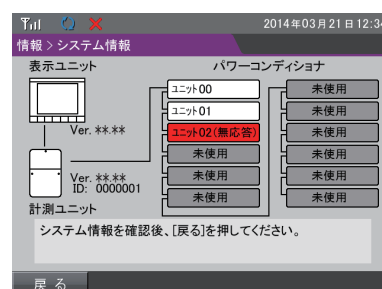 2014年03月21日12:34
情報>システム情報
表示ユニット
パワーコンディショナ
Ver. **.**
Ver. **.**
ID: 0000001
計測ユニット
ユニット00
ユニット01
ユニット02(無応答)
未使用
未使用
未使用
未使用
未使用
未使用
未使用
未使用
未使用
システム情報を確認後、[戻る]を押してください。
戻る